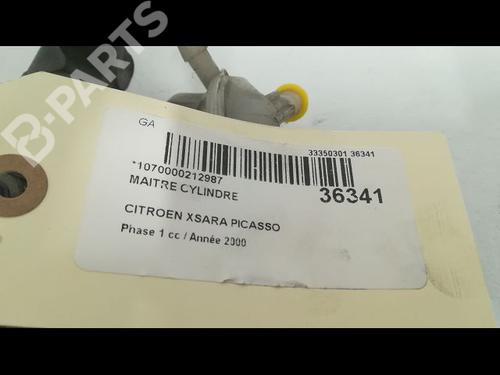 B-PARTS
GA
33350301 36341
*1070000212987
36341
MAITRE CYLINDRE
CITROEN XSARA PICASSO
Phase 1 cc / Année 2000